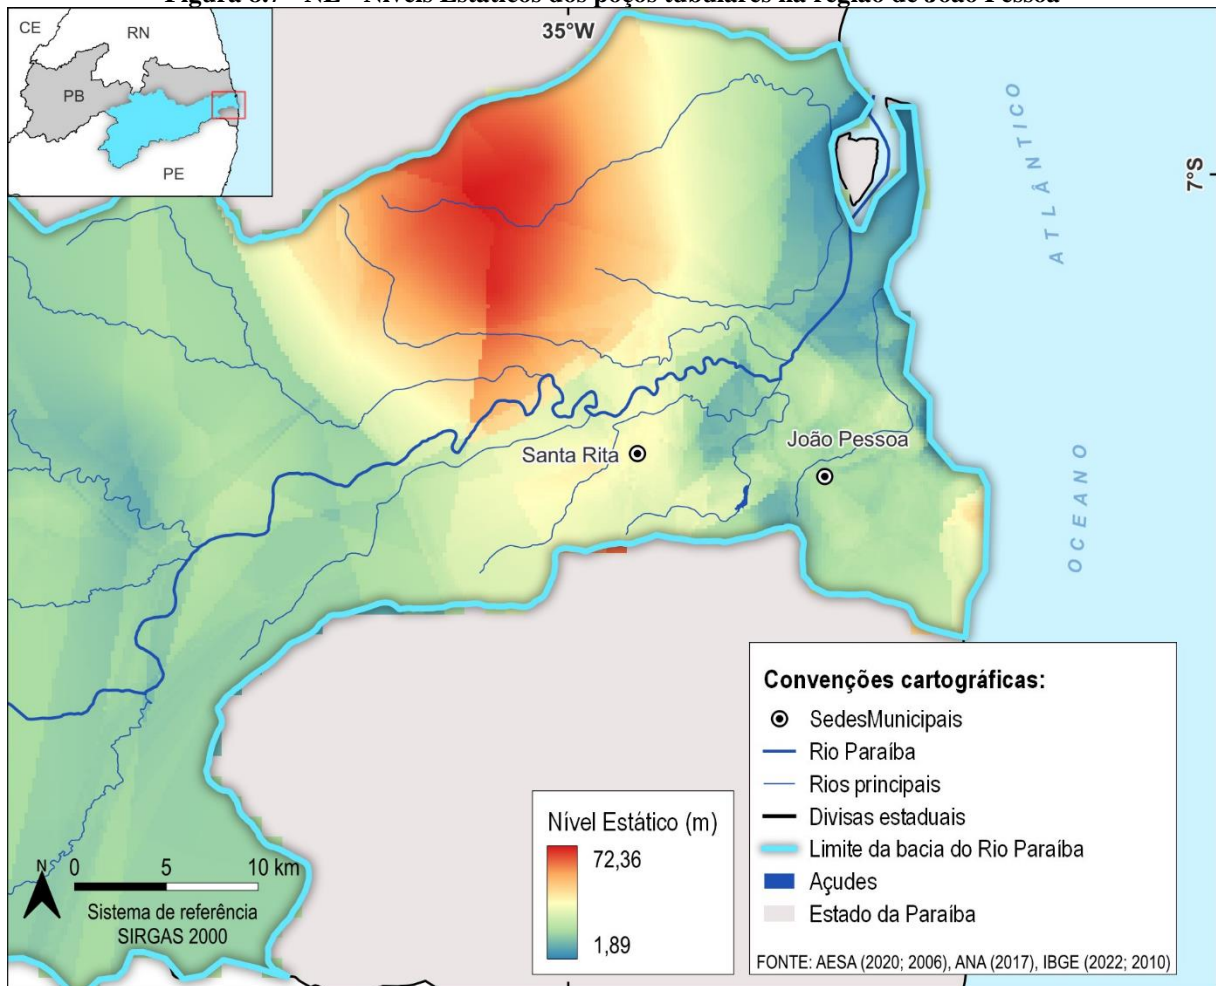 Figura 6.7 - NE - Níveis Estáticos dos poços tubulares na região de João Pessoa
CE
RN
PB
PE
35°W
7°S
ATLÂNTICO
OCEANO
Santa Rita
João Pessoa
N
0 5 10 km
Sistema de referência
SIRGAS 2000
Nível Estático (m)
72,36
1,89
Convenções cartográficas:
SedesMunicipais
Rio Paraíba
Rios principais
Divisas estaduais
Limite da bacia do Rio Paraíba
Açudes
Estado da Paraíba
FONTE: AESA (2020; 2006), ANA (2017), IBGE (2022; 2010)